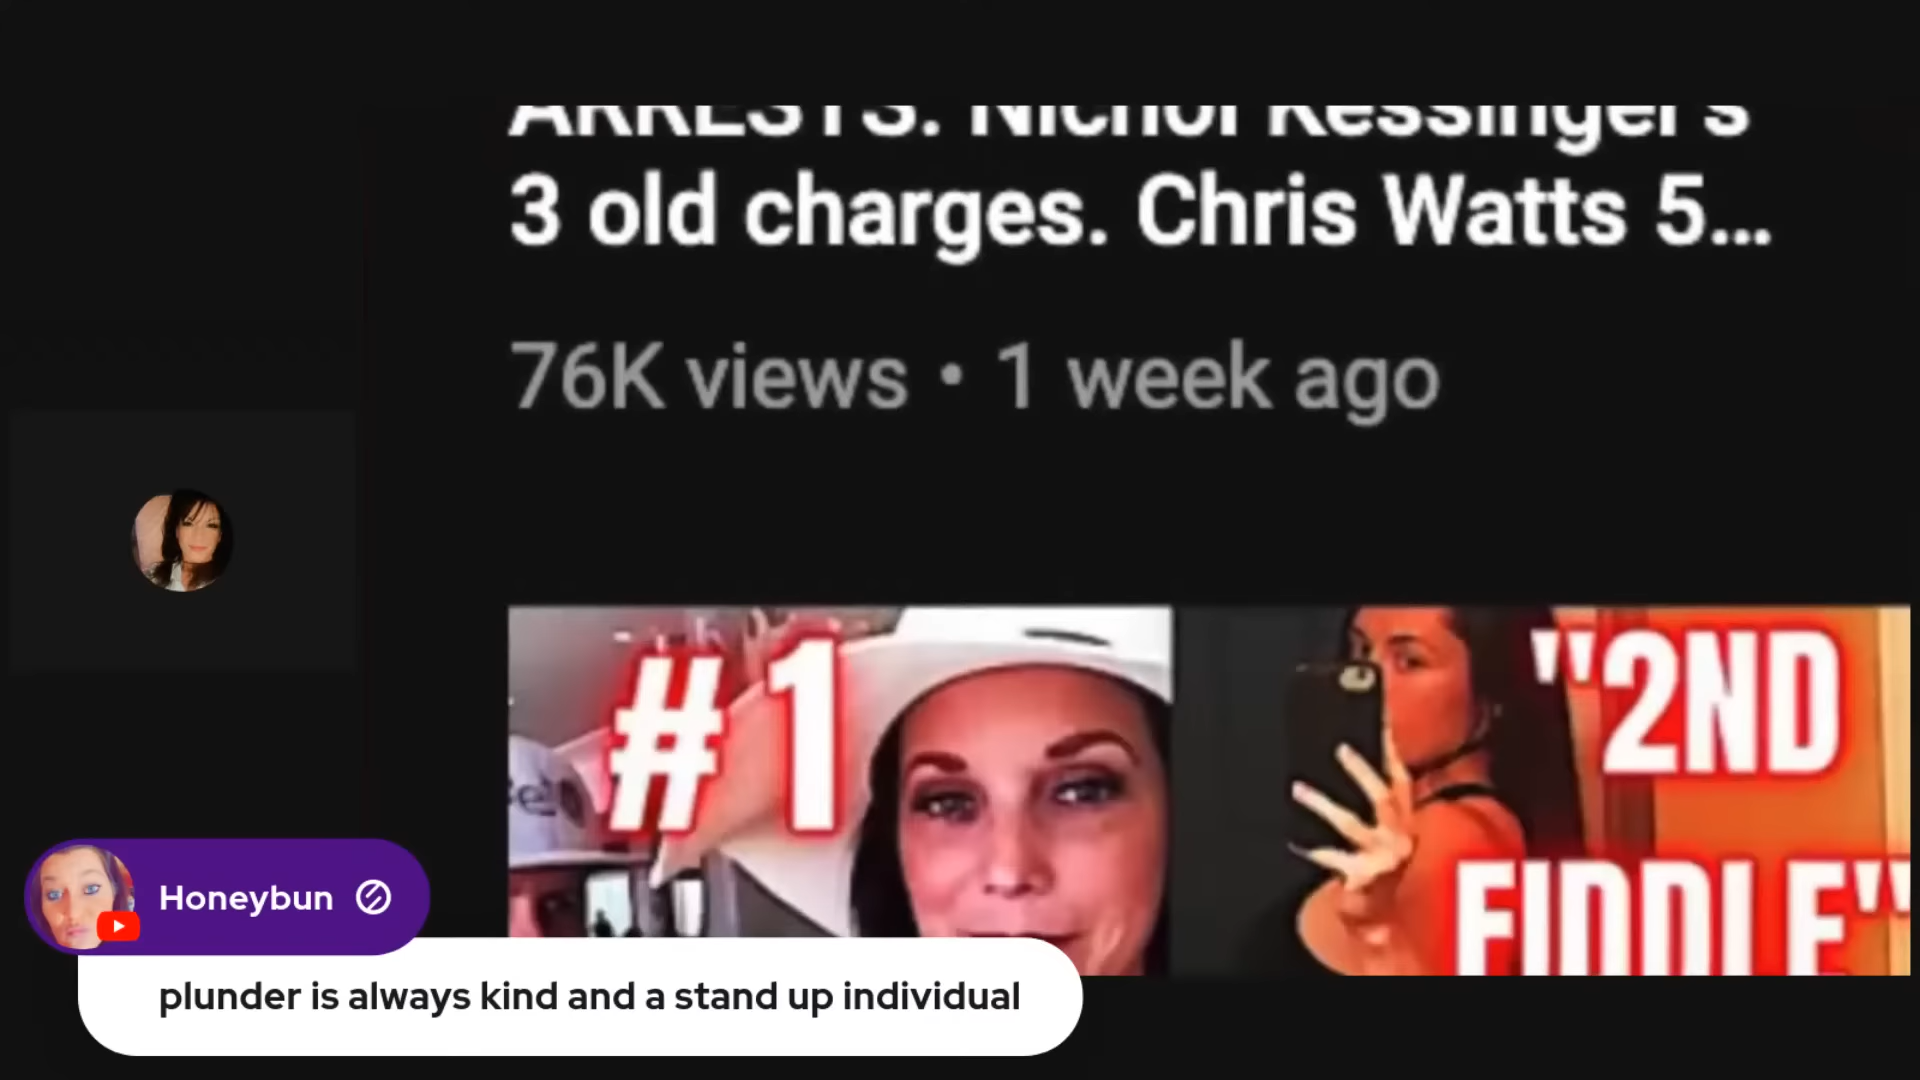 ARRESTS. Nichol Kessinger's
3 old charges. Chris Watts 5...
76K views • 1 week ago
#1
"2ND
FIDDLE"
Honeybun
plunder is always kind and a stand up individual